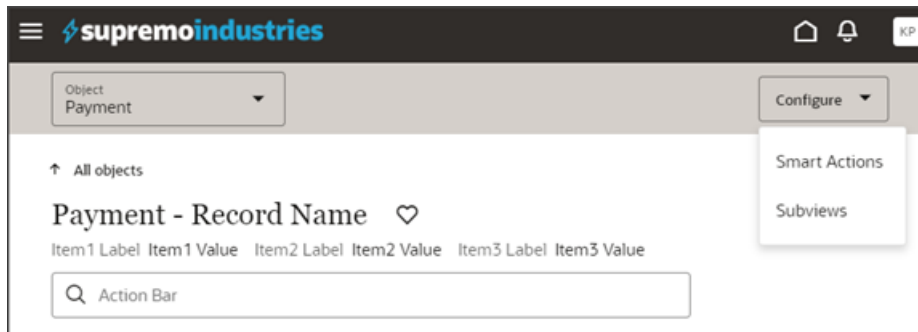 supremoindustries
KP
Object
Payment
Configure
Smart Actions
Subviews
All objects
Payment - Record Name
Item1 Label Item1 Value Item2 Label Item2 Value Item3 Label Item3 Value
Action Bar